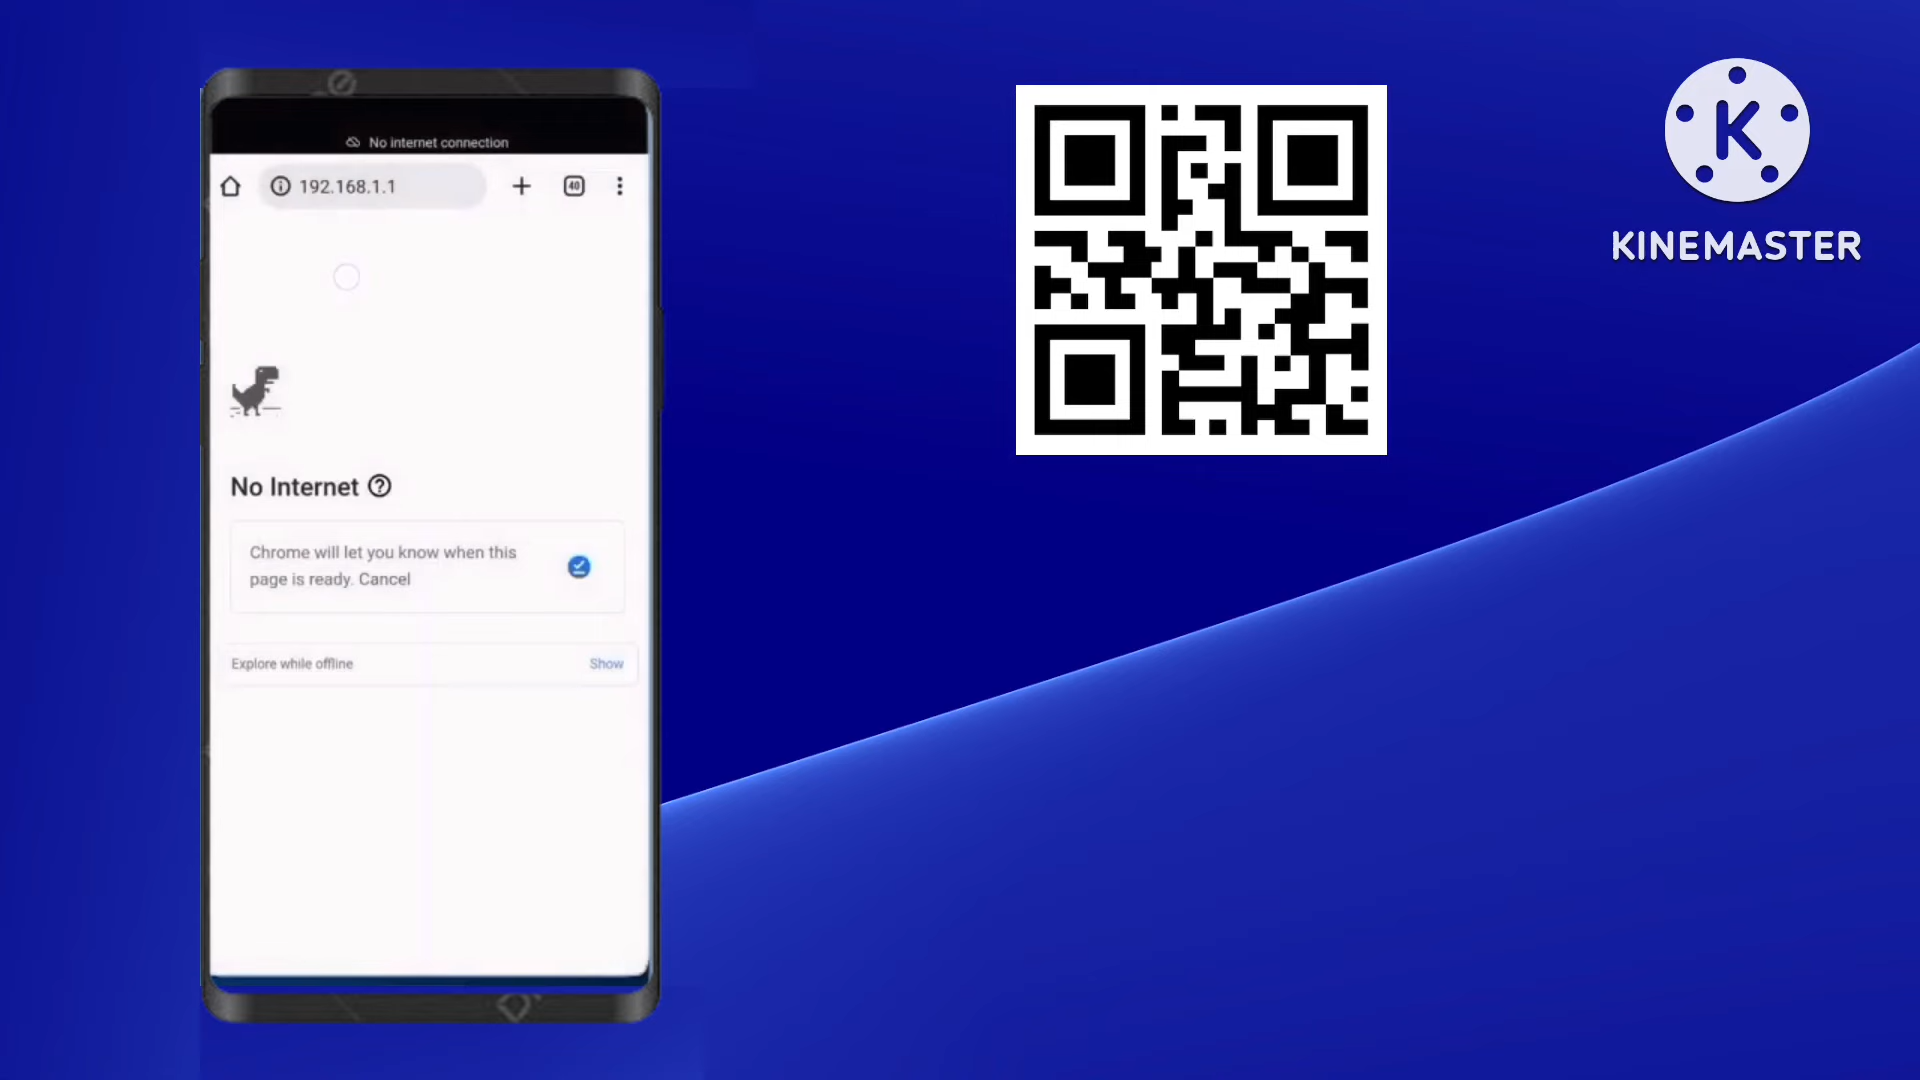 No internet connection
192.168.1.1
40
No Internet
Chrome will let you know when this
page is ready. Cancel
Explore while offline
Show
K
KINEMASTER